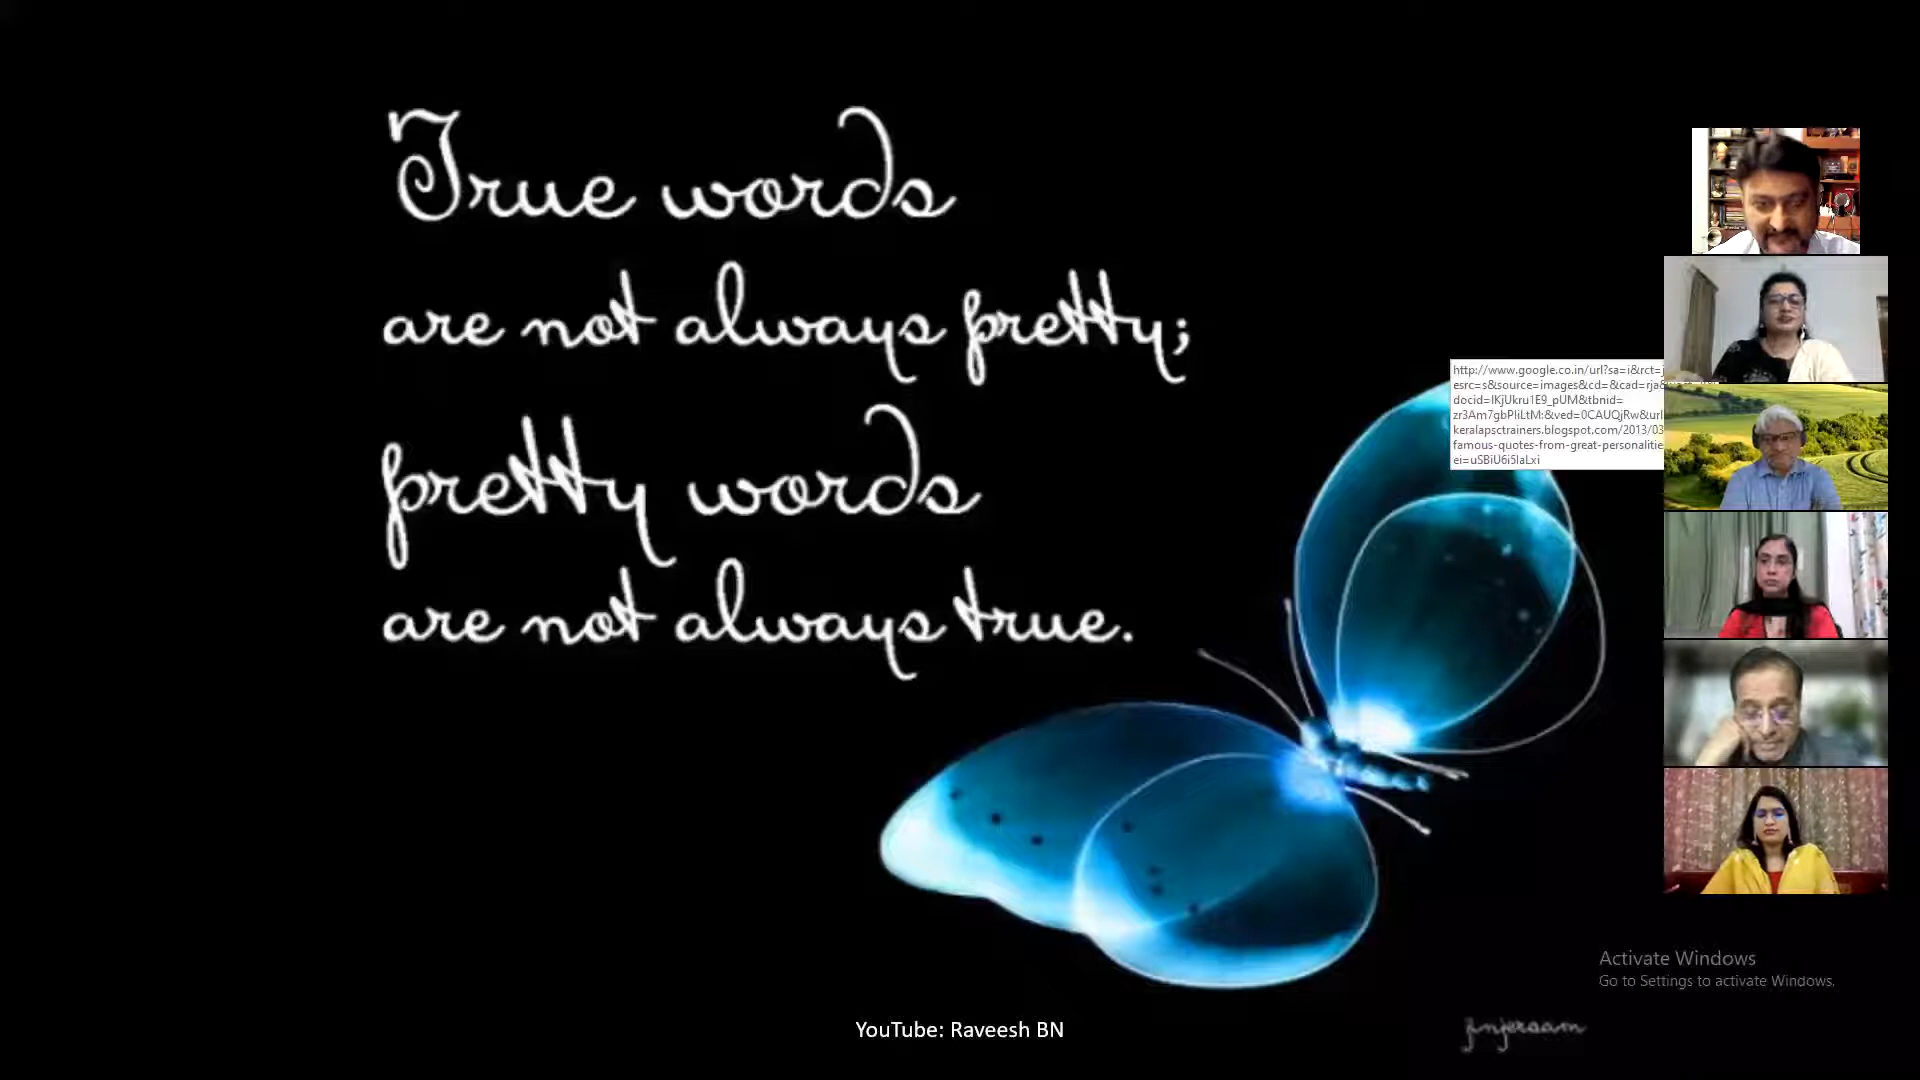 True words
are not always pretty;
pretty words
are not always true.
http://www.google.co.in/url?sa=i&rct=j
esrc=s&source=images&cd=&cad=rja&
docid=IKjUkru1E9_pUM&tbnid=
zr3Am7gbPliLtM:&ved=0CAUQjRw&url
keralapsctrainers.blogspot.com/2013/03
famous-quotes-from-great-personalitie
ei=uSBiU6i5IaLxi
Activate Windows
Go to Settings to activate Windows.
YouTube: Raveesh BN